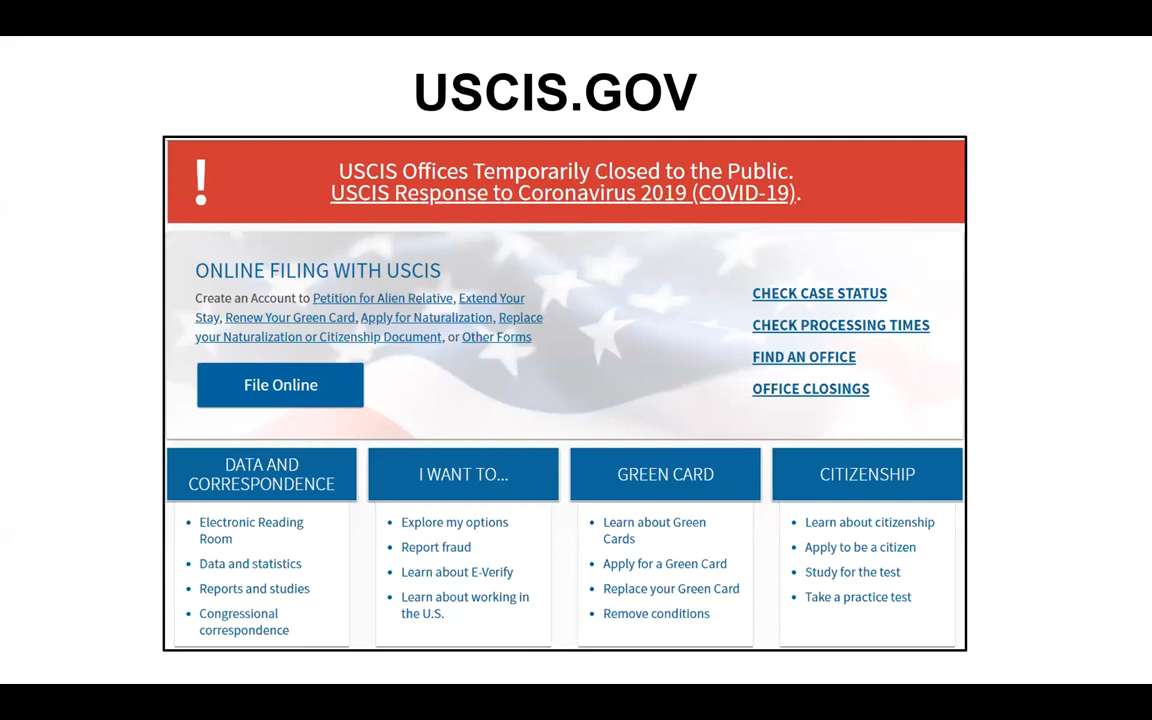 USCIS.GOV
!
USCIS Offices Temporarily Closed to the Public.
USCIS Response to Coronavirus 2019 (COVID-19).
ONLINE FILING WITH USCIS
Create an Account to Petition for Alien Relative, Extend Your
Stay, Renew Your Green Card, Apply for Naturalization, Replace
your Naturalization or Citizenship Document, or Other Forms
File Online
CHECK CASE STATUS
CHECK PROCESSING TIMES
FIND AN OFFICE
OFFICE CLOSINGS
DATA AND
CORRESPONDENCE
• Electronic Reading
Room
• Data and statistics
• Reports and studies
• Congressional
correspondence
I WANT TO...
• Explore my options
• Report fraud
• Learn about E-Verify
• Learn about working in
the U.S.
GREEN CARD
• Learn about Green
Cards
• Apply for a Green Card
• Replace your Green Card
• Remove conditions
CITIZENSHIP
• Learn about citizenship
• Apply to be a citizen
• Study for the test
• Take a practice test